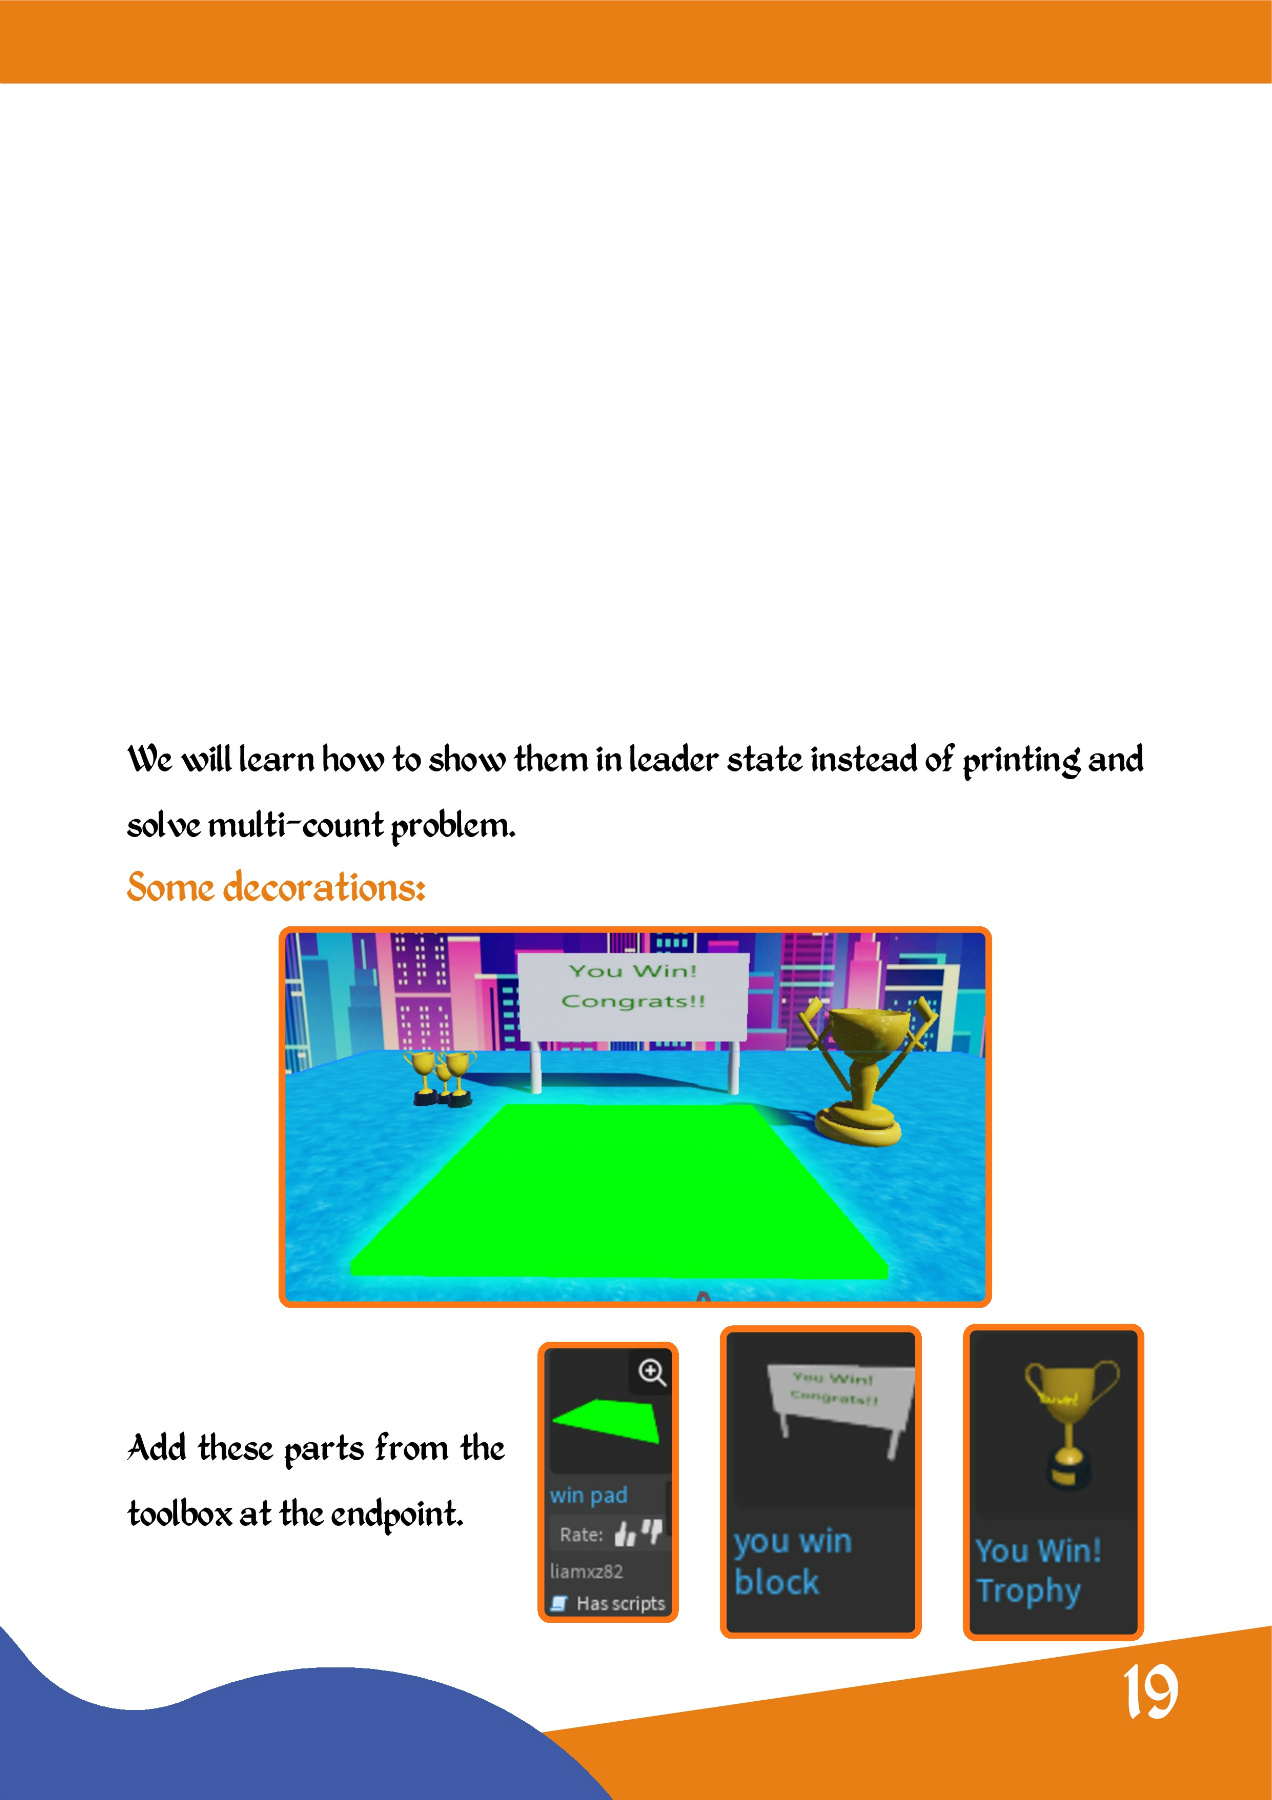 We will learn how to show them in leader state instead of printing and
solve multi-count problem.
Some decorations:
You Win!
Congrats!!
Add these parts from the
toolbox at the endpoint.
win pad
Rate:
liamxz82
Has scripts
You Win!
Congrats!!
you win
block
You Win!
You Win!
Trophy
19